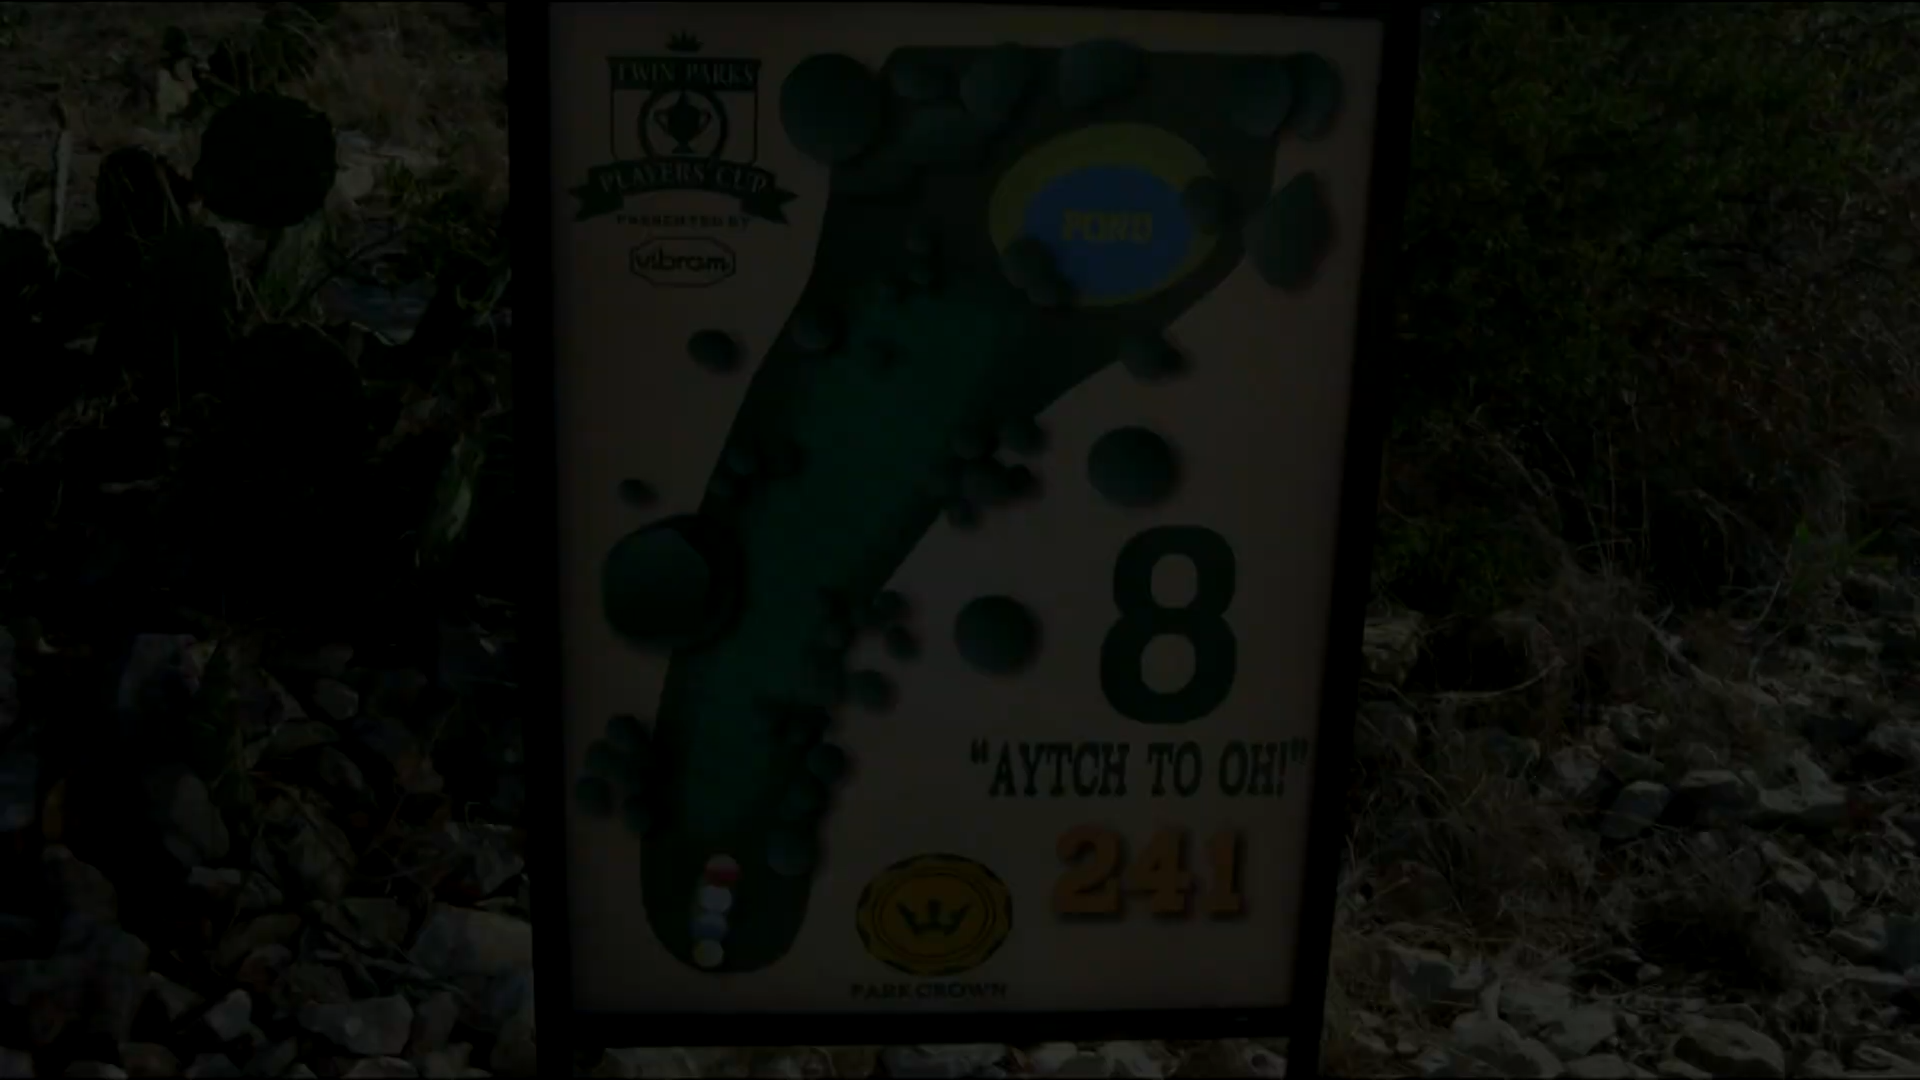 TWIN PARKS
PLAYERS CUP
PRESENTED BY
vibram
POND
8
"AYTCH TO OH!"
241
PARK CROWN